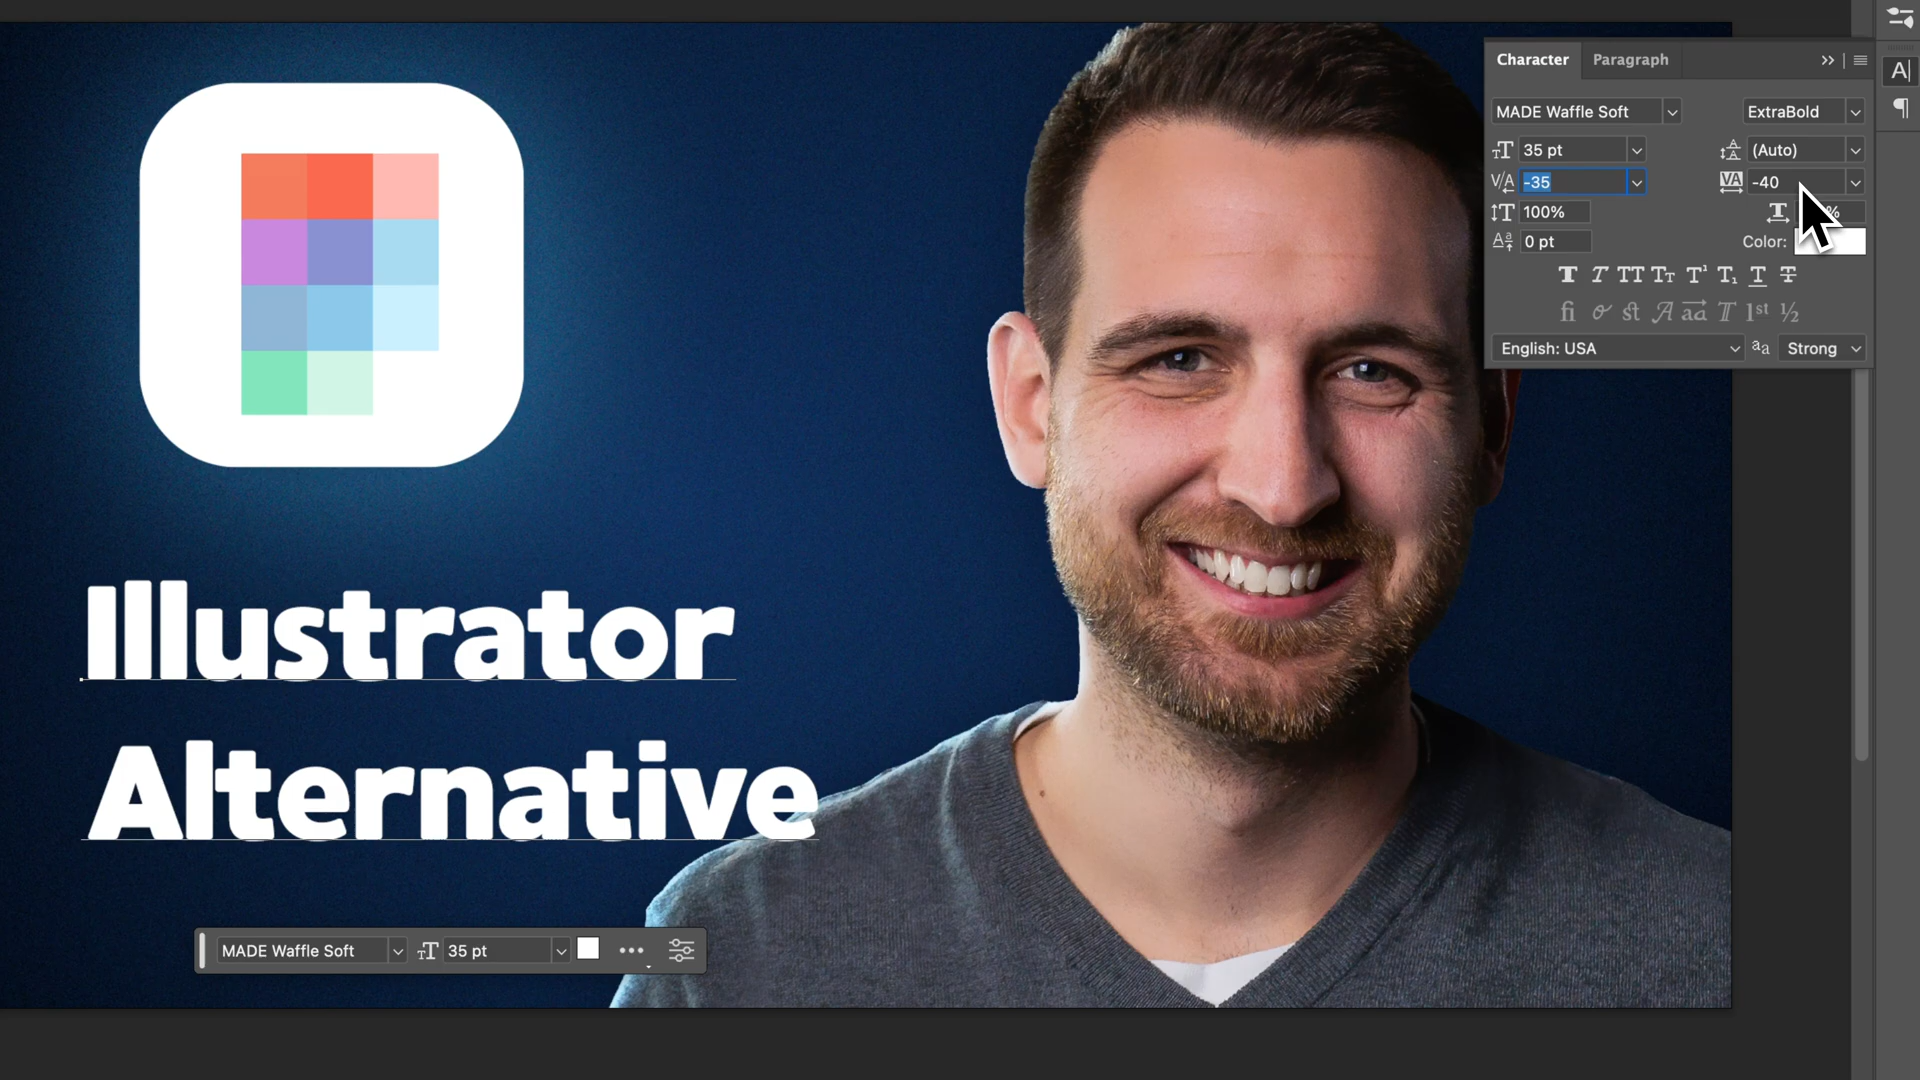 Character Paragraph
MADE Waffle Soft ExtraBold
35 pt (Auto)
-35 -40
100% %
0 pt Color:
English: USA Strong
Illustrator
Alternative
MADE Waffle Soft 35 pt